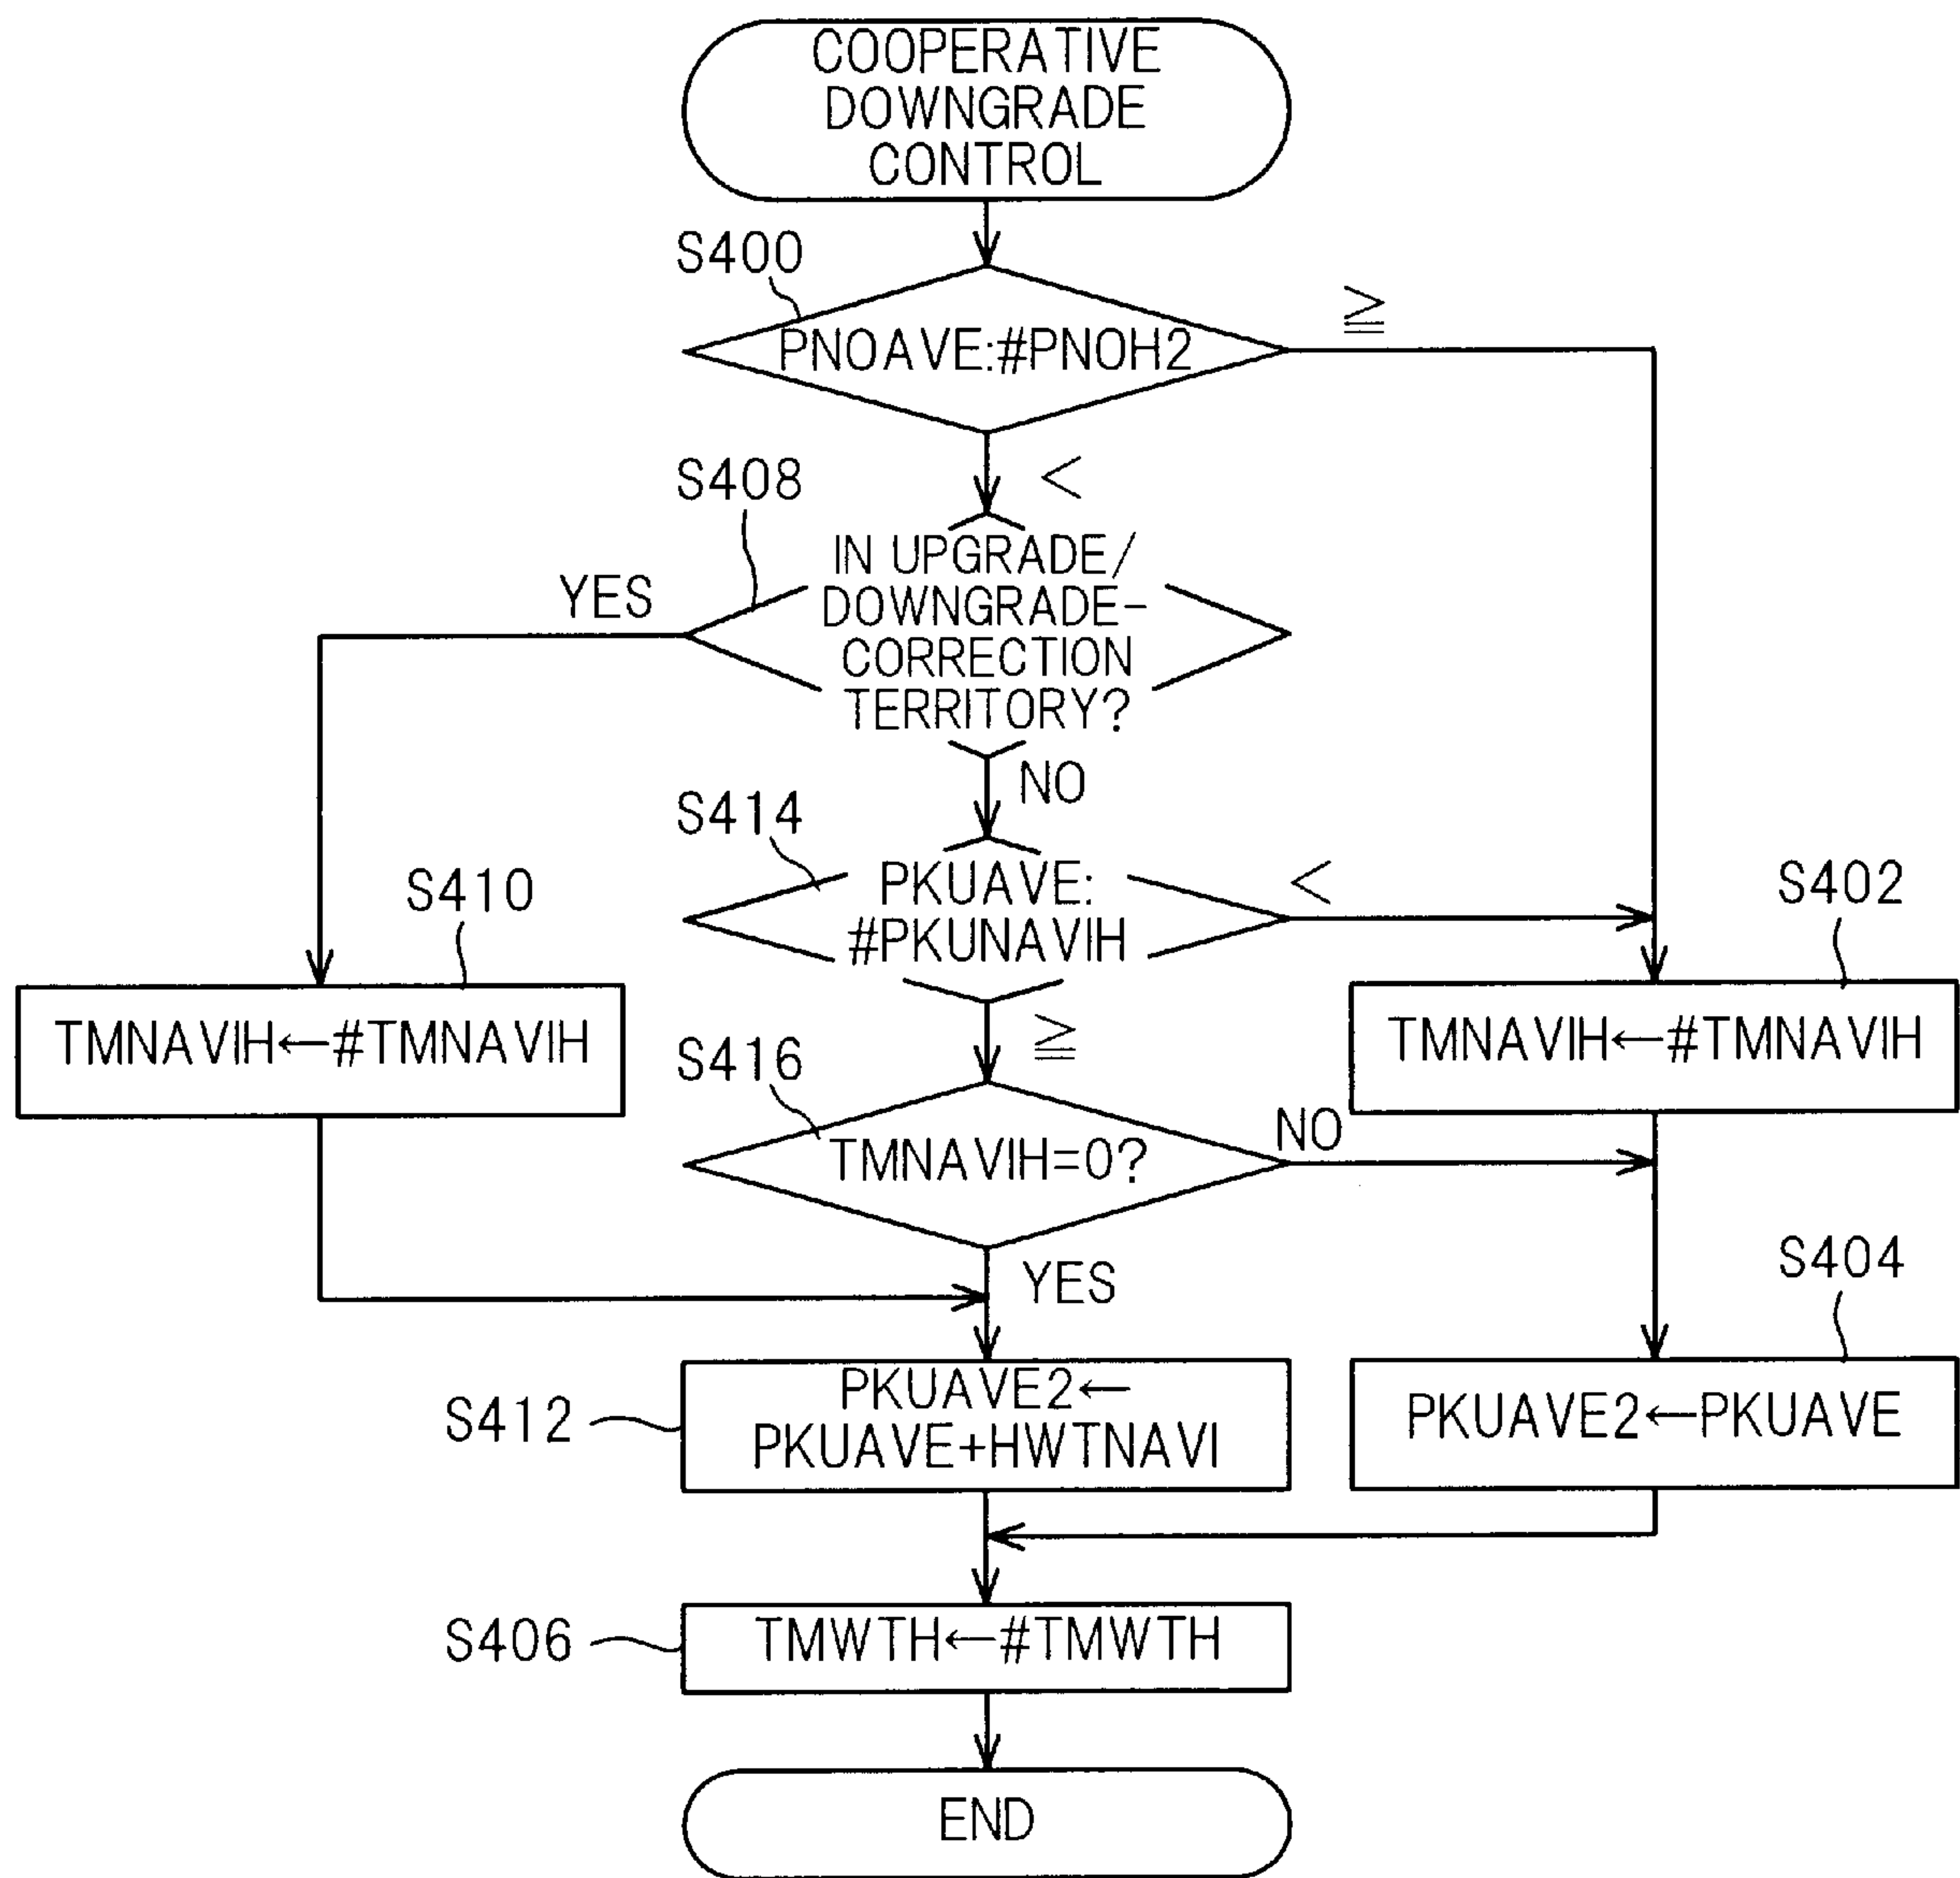 COOPERATIVE
DOWNGRADE
CONTROL
S400
PNOAVE:#PNOH2
≧
<
S408
IN UPGRADE/
DOWNGRADE-
CORRECTION
TERRITORY?
YES
NO
S414
PKUAVE:
#PKUNAVIH
<
≧
S410
TMNAVIH←#TMNAVIH
S402
TMNAVIH←#TMNAVIH
S416
TMNAVIH=0?
NO
YES
S404
PKUAVE2←PKUAVE
S412
PKUAVE2←
PKUAVE+HWTNAVI
S406
TMWTH←#TMWTH
END